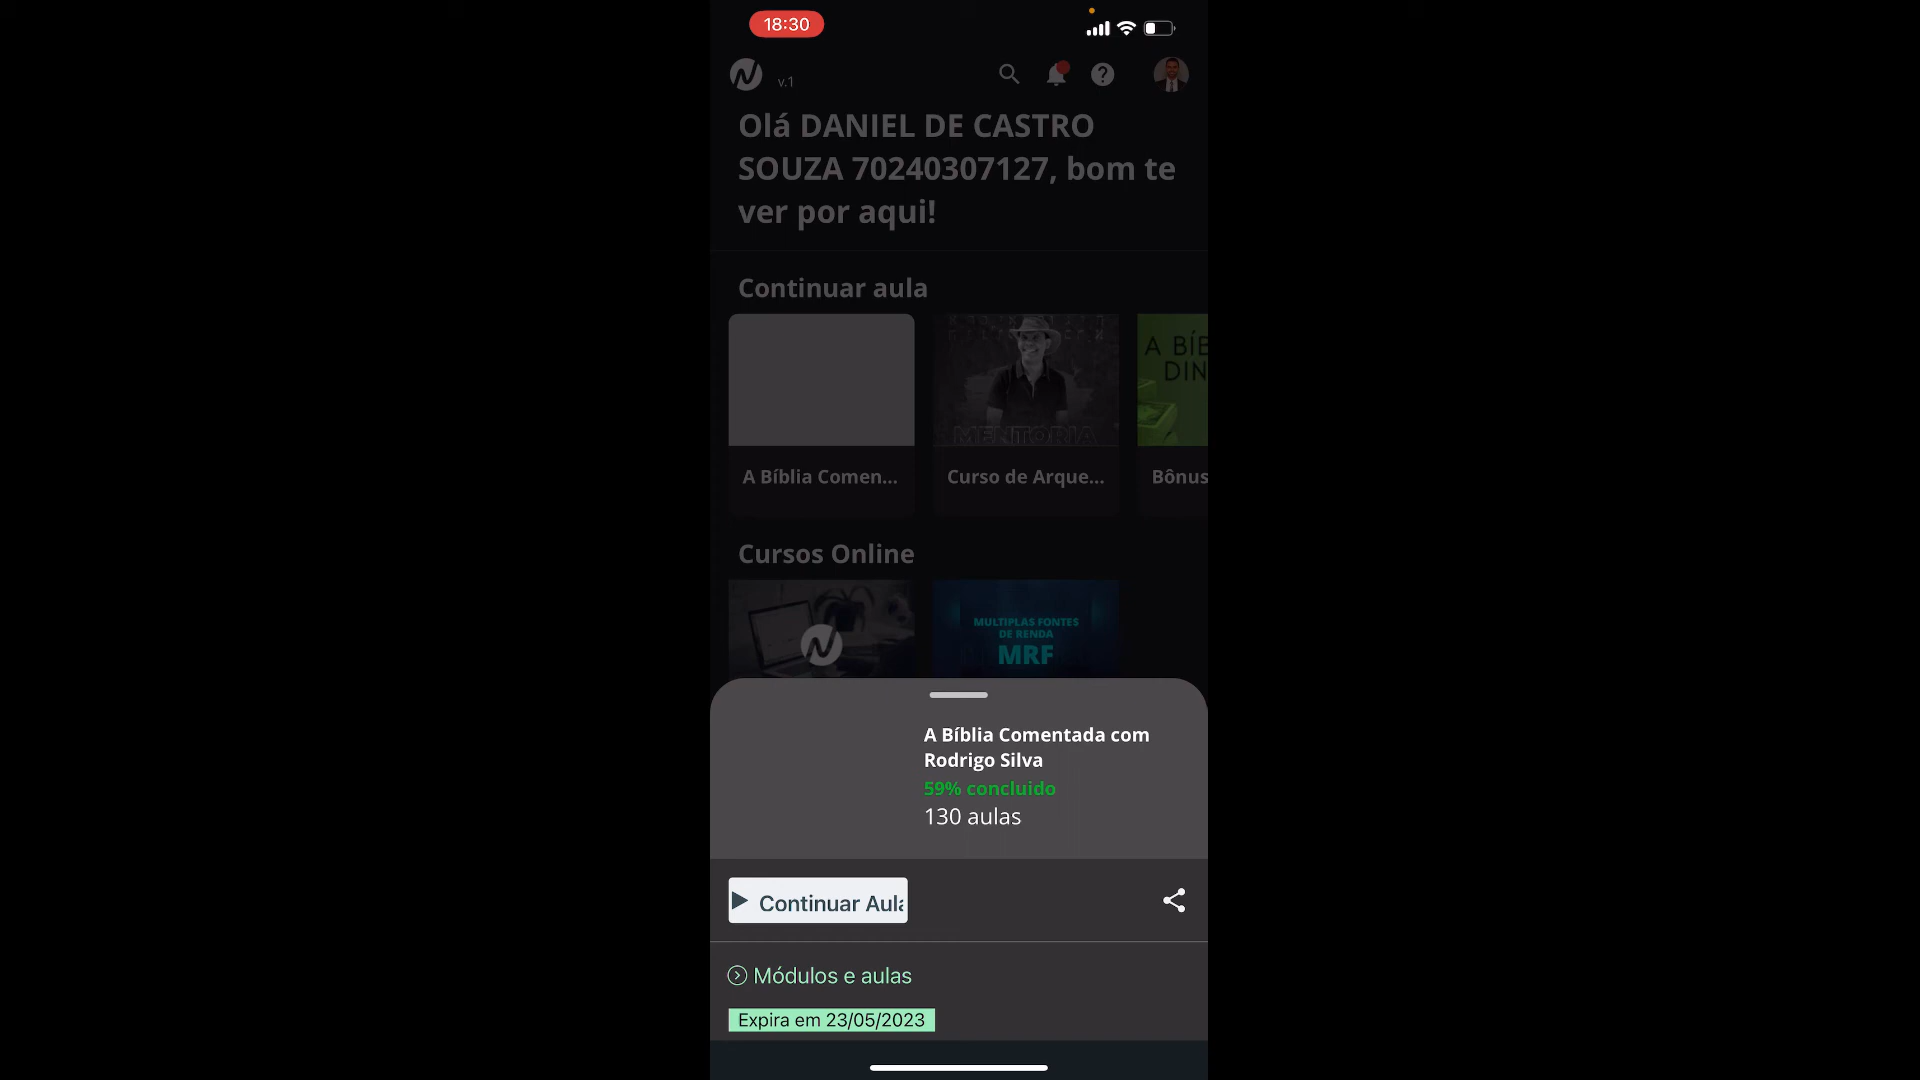 18:30
v.1
Olá DANIEL DE CASTRO
SOUZA 70240307127, bom te
ver por aqui!
Continuar aula
A BÍB
DIN
MENTORIA
A Bíblia Comen...
Curso de Arque...
Bônus
Cursos Online
MULTIPLAS FONTES
DE RENDA
MRF
A Bíblia Comentada com
Rodrigo Silva
59% concluido
130 aulas
Continuar Aula
Módulos e aulas
Expira em 23/05/2023